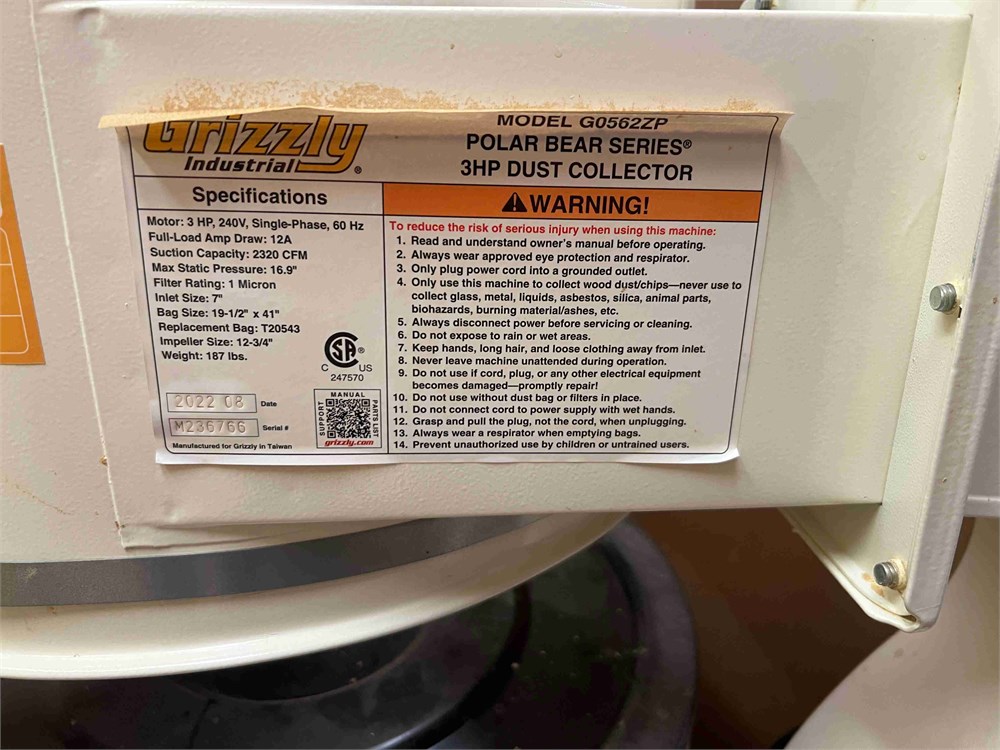 Grizzly
Industrial
®
MODEL G0562ZP
POLAR BEAR SERIES®
3HP DUST COLLECTOR
Specifications
Motor: 3 HP, 240V, Single-Phase, 60 Hz
Full-Load Amp Draw: 12A
Suction Capacity: 2320 CFM
Max Static Pressure: 16.9"
Filter Rating: 1 Micron
Inlet Size: 7"
Bag Size: 19-1/2" x 41"
Replacement Bag: T20543
Impeller Size: 12-3/4"
Weight: 187 lbs.
SA®
C US
247570
2022 08 Date
M236766 Serial #
Manufactured for Grizzly in Taiwan
MANUAL
SUPPORT
PARTS LIST
grizzly.com
WARNING!
To reduce the risk of serious injury when using this machine:
1. Read and understand owner's manual before operating.
2. Always wear approved eye protection and respirator.
3. Only plug power cord into a grounded outlet.
4. Only use this machine to collect wood dust/chips—never use to
collect glass, metal, liquids, asbestos, silica, animal parts,
biohazards, burning material/ashes, etc.
5. Always disconnect power before servicing or cleaning.
6. Do not expose to rain or wet areas.
7. Keep hands, long hair, and loose clothing away from inlet.
8. Never leave machine unattended during operation.
9. Do not use if cord, plug, or any other electrical equipment
becomes damaged—promptly repair!
10. Do not use without dust bag or filters in place.
11. Do not connect cord to power supply with wet hands.
12. Grasp and pull the plug, not the cord, when unplugging.
13. Always wear a respirator when emptying bags.
14. Prevent unauthorized use by children or untrained users.